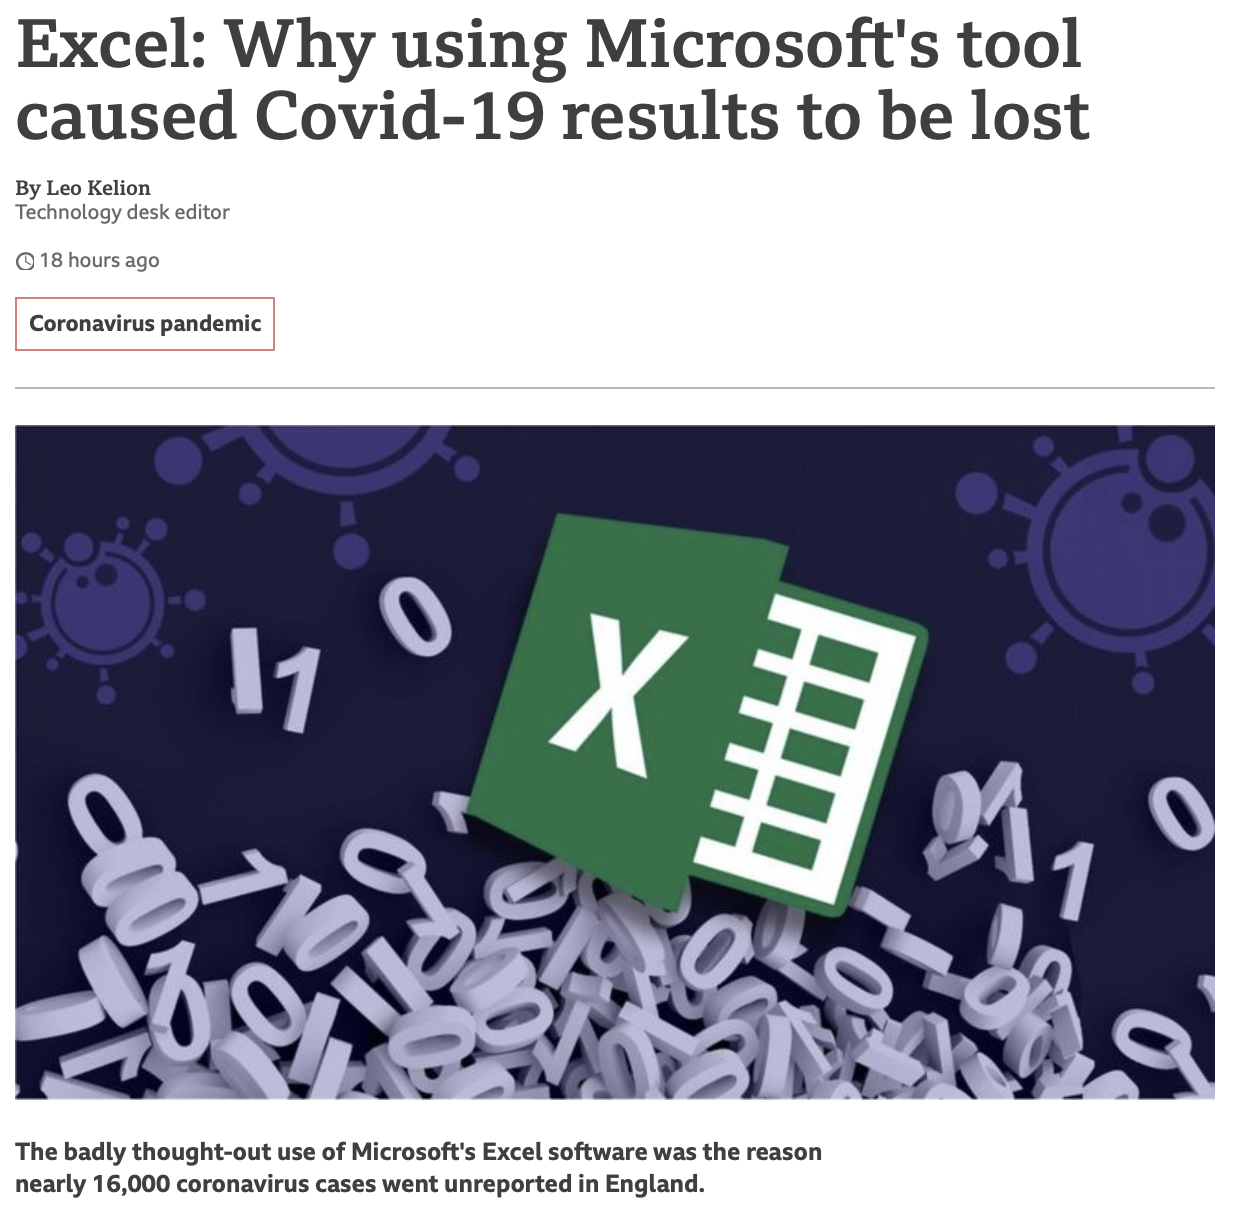 Excel: Why using Microsoft's tool
caused Covid-19 results to be lost
By Leo Kelion
Technology desk editor
18 hours ago
Coronavirus pandemic
X
The badly thought-out use of Microsoft's Excel software was the reason
nearly 16,000 coronavirus cases went unreported in England.